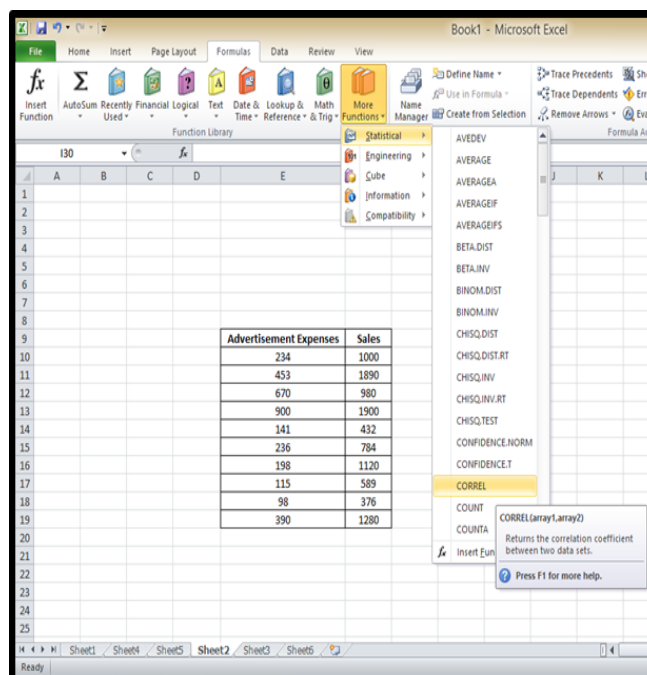 Book1 - Microsoft Excel
File Home Insert Page Layout Formulas Data Review View
fx Σ ? A θ
Insert Function
AutoSum
Recently Used
Financial
Logical
Text
Date & Time
Lookup & Reference
Math & Trig
More Functions
Name Manager
Define Name
Use in Formula
Create from Selection
Trace Precedents
Trace Dependents
Remove Arrows
Function Library
I30 fx
Statistical
Engineering
Cube
Information
Compatibility
AVEDEV
AVERAGE
AVERAGEA
AVERAGEIF
AVERAGEIFS
BETA.DIST
BETA.INV
BINOM.DIST
BINOM.INV
CHISQ.DIST
CHISQ.DIST.RT
CHISQ.INV
CHISQ.INV.RT
CHISQ.TEST
CONFIDENCE.NORM
CONFIDENCE.T
CORREL
COUNT
COUNTA
fx Insert Fun
CORREL(array1,array2)
Returns the correlation coefficient
between two data sets.
Press F1 for more help.
A B C D E J K L
1
2
3
4
5
6
7
8
9 Advertisement Expenses Sales
10 234 1000
11 453 1890
12 670 980
13 900 1900
14 141 432
15 236 784
16 198 1120
17 115 589
18 98 376
19 390 1280
20
21
22
23
24
25
Sheet1 Sheet4 Sheet5 Sheet2 Sheet3 Sheet6
Ready